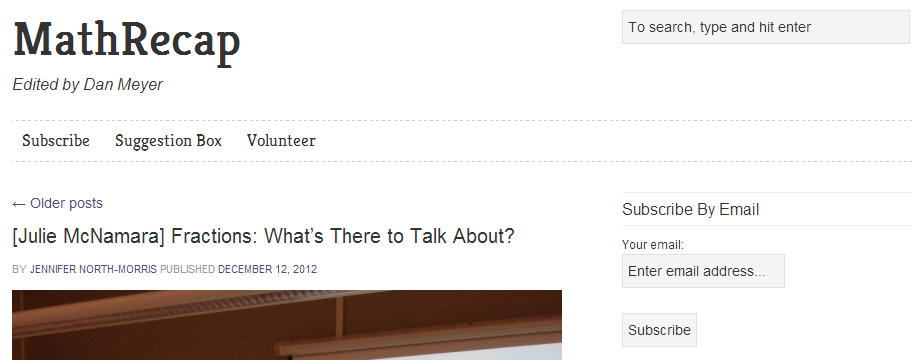 MathRecap
To search, type and hit enter
Edited by Dan Meyer
Subscribe Suggestion Box Volunteer
← Older posts
[Julie McNamara] Fractions: What's There to Talk About?
BY JENNIFER NORTH-MORRIS PUBLISHED DECEMBER 12, 2012
Subscribe By Email
Your email:
Enter email address...
Subscribe